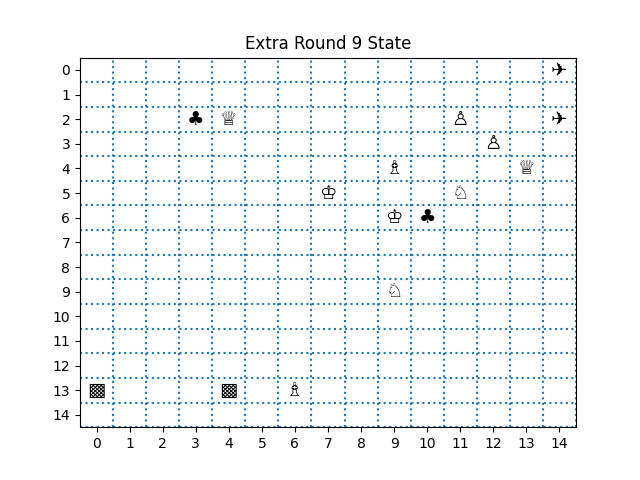 Extra Round 9 State
0 ✈
1
2 ♣ ♕ ♙ ✈
3 ♙
4 ♗ ♕
5 ♔ ♘
6 ♔ ♣
7
8
9 ♘
10
11
12
13 ▩ ▩ ♗
14
0 1 2 3 4 5 6 7 8 9 10 11 12 13 14